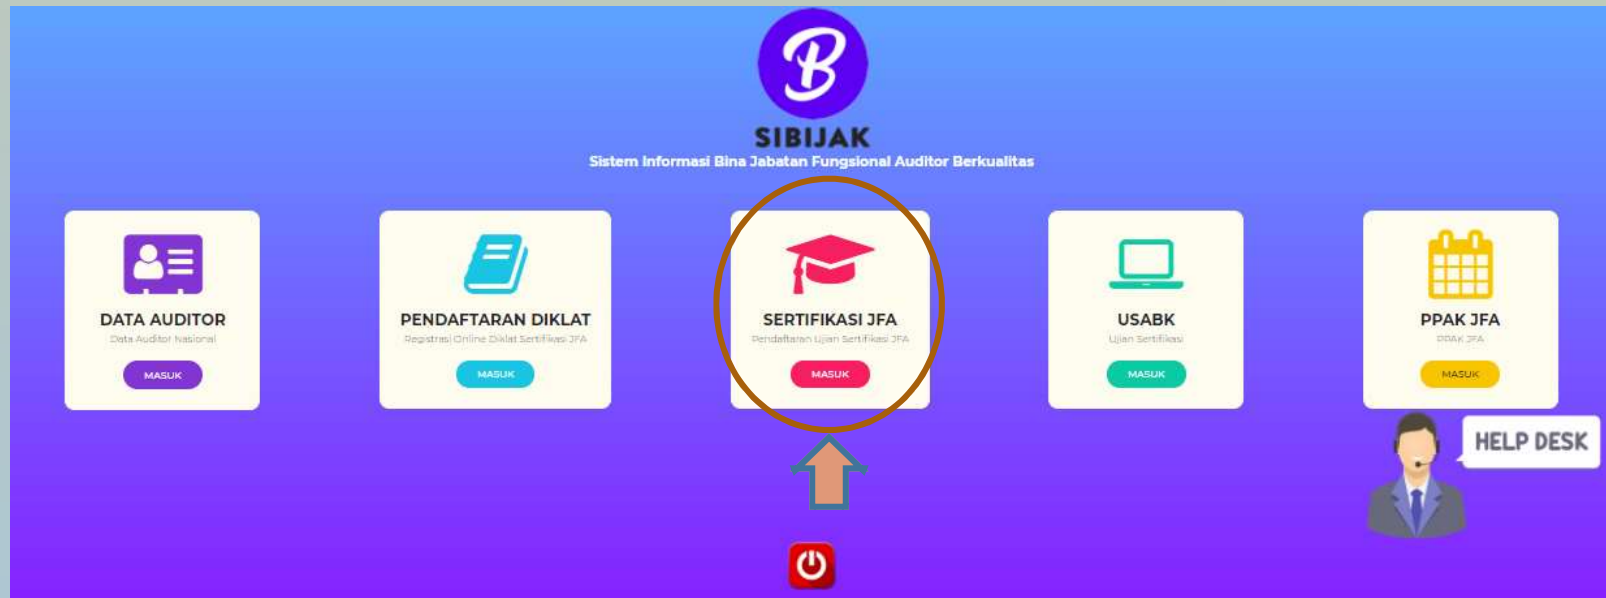 B
SIBIJAK
Sistem Informasi Bina Jabatan Fungsional Auditor Berkualitas
DATA AUDITOR
Data Auditor Nasional
MASUK
PENDAFTARAN DIKLAT
Registrasi Online Diklat Sertifikasi JFA
MASUK
SERTIFIKASI JFA
Pendaftaran Ujian Sertifikasi JFA
MASUK
USABK
Ujian Sertifikasi
MASUK
PPAK JFA
PPAK JFA
MASUK
HELP DESK